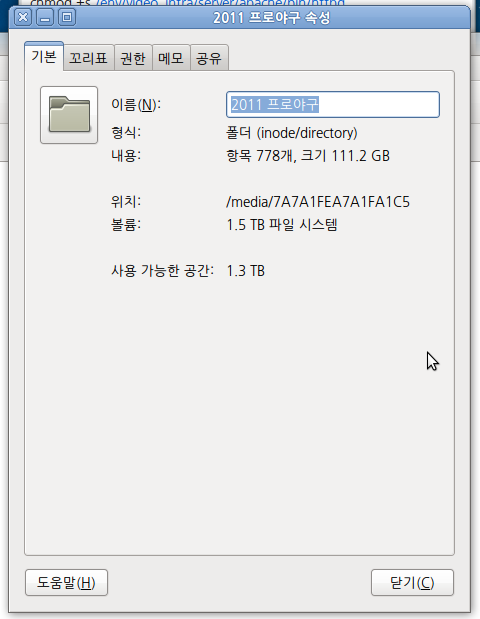 chmod +s /env/video_infra/server/apache/bin/httpd
2011 프로야구 속성
기본 꼬리표 권한 메모 공유
이름(N): 2011 프로야구
형식: 폴더 (inode/directory)
내용: 항목 778개, 크기 111.2 GB
위치: /media/7A7A1FEA7A1FA1C5
볼륨: 1.5 TB 파일 시스템
사용 가능한 공간: 1.3 TB
도움말(H) 닫기(C)